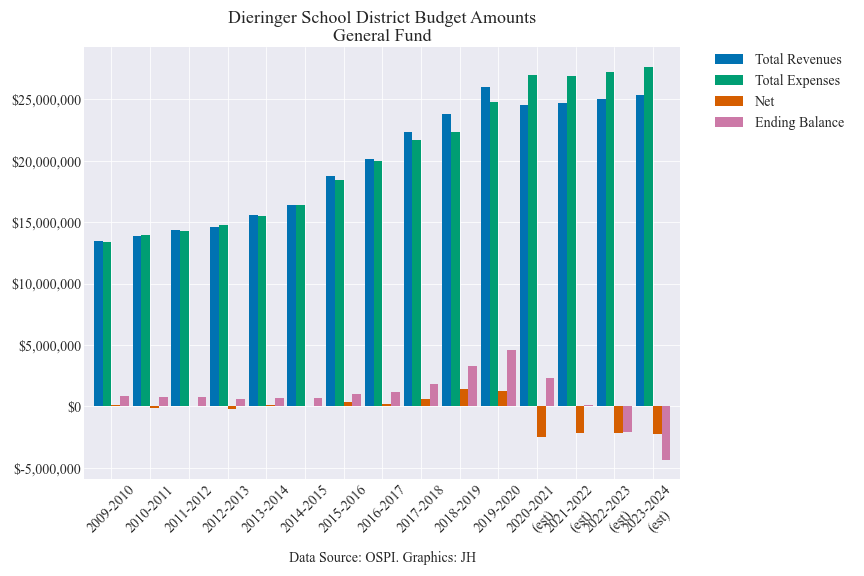 Dieringer School District Budget Amounts
General Fund
Total Revenues
Total Expenses
Net
Ending Balance
$25,000,000
$20,000,000
$15,000,000
$10,000,000
$5,000,000
$0
$-5,000,000
2009-2010
2010-2011
2011-2012
2012-2013
2013-2014
2014-2015
2015-2016
2016-2017
2017-2018
2018-2019
2019-2020
2020-2021
(est)
2021-2022
(est)
2022-2023
(est)
2023-2024
(est)
Data Source: OSPI. Graphics: JH